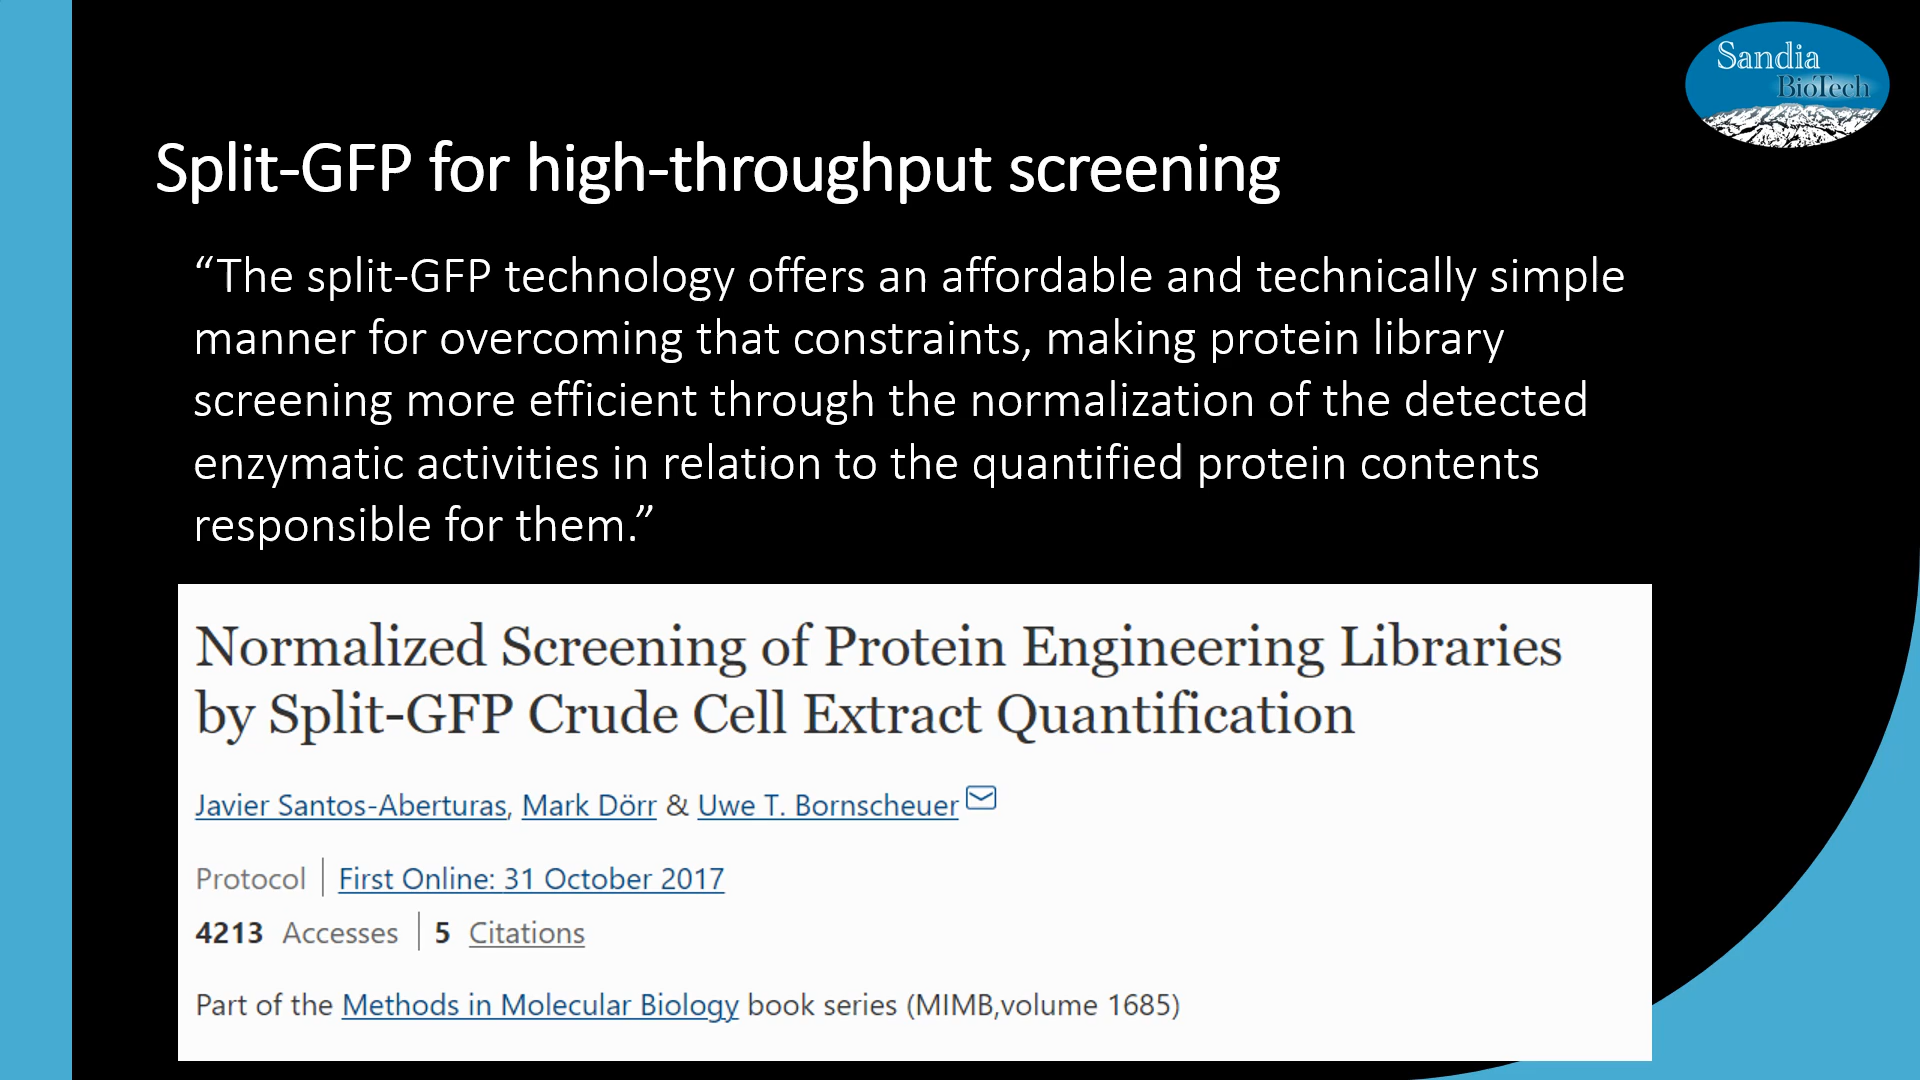 Sandia
BioTech
Split-GFP for high-throughput screening
“The split-GFP technology offers an affordable and technically simple
manner for overcoming that constraints, making protein library
screening more efficient through the normalization of the detected
enzymatic activities in relation to the quantified protein contents
responsible for them.”
Normalized Screening of Protein Engineering Libraries
by Split-GFP Crude Cell Extract Quantification
Javier Santos-Aberturas, Mark Dörr & Uwe T. Bornscheuer
Protocol | First Online: 31 October 2017
4213 Accesses | 5 Citations
Part of the Methods in Molecular Biology book series (MIMB,volume 1685)